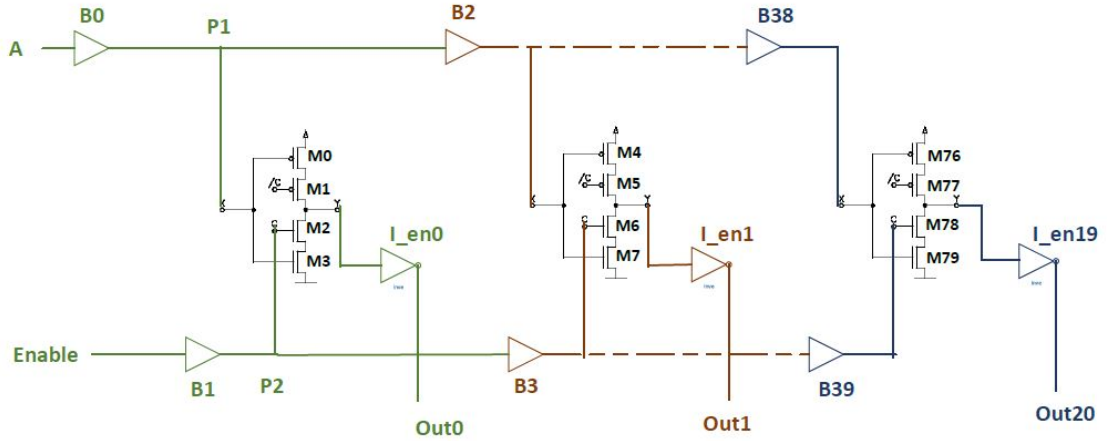 B0
P1
B2
B38
A
M0
/C
M1
X
Y
C
M2
M3
I_en0
M4
/C
M5
X
Y
C
M6
M7
I_en1
M76
/C
M77
X
Y
C
M78
M79
I_en19
Enable
B1
P2
B3
B39
Out0
Out1
Out20